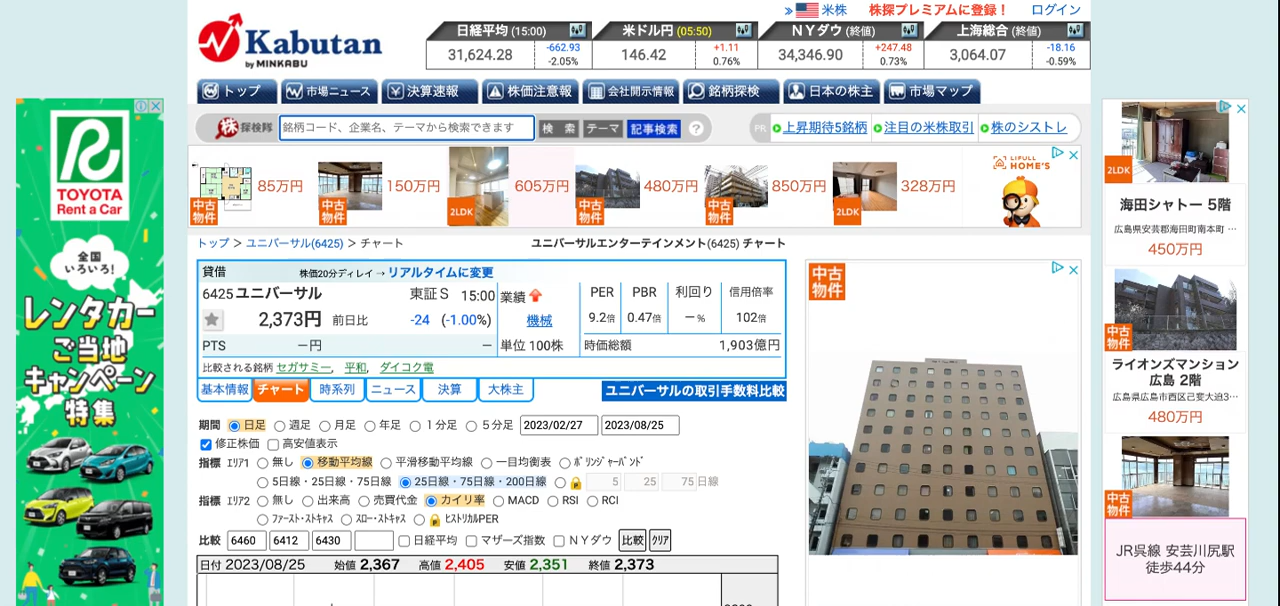 » 米株 株探プレミアムに登録！ ログイン
Kabutan
by MINKABU
日経平均 (15:00)
31,624.28
-662.93
-2.05%
米ドル円 (05:50)
146.42
+1.11
0.76%
ＮＹダウ (終値)
34,346.90
+247.48
0.73%
上海総合 (終値)
3,064.07
-18.16
-0.59%
トップ 市場ニュース 決算速報 株価注意報 会社開示情報 銘柄探検 日本の株主 市場マップ
株 探検隊 銘柄コード、企業名、テーマから検索できます 検 索 テーマ 記事検索 ?
PR 上昇期待5銘柄 注目の米株取引 株のシストレ
TOYOTA
Rent a Car
全国
いろいろ！
レンタカー
ご当地
キャンペーン
特集
中古
物件
85万円
中古
物件
150万円
2LDK
605万円
中古
物件
480万円
中古
物件
850万円
2LDK
328万円
LIFULL
HOME'S
トップ > ユニバーサル(6425) > チャート
ユニバーサルエンターテインメント(6425) チャート
貸借 株価20分ディレイ → リアルタイムに変更
6425 ユニバーサル 東証Ｓ 15:00
2,373円 前日比 -24 (-1.00%)
PTS －円 －
業績
機械
単位 100株
PER PBR 利回り 信用倍率
9.2倍 0.47倍 －％ 102倍
時価総額 1,903億円
比較される銘柄 セガサミー, 平和, ダイコク電
基本情報 チャート 時系列 ニュース 決算 大株主
ユニバーサルの取引手数料比較
期間 日足 週足 月足 年足 １分足 ５分足 2023/02/27 2023/08/25
修正株価 高安値表示
指標 ｴﾘｱ1 無し 移動平均線 平滑移動平均線 一目均衡表 ﾎﾞﾘﾝｼﾞｬｰﾊﾞﾝﾄﾞ
5日線・25日線・75日線 25日線・75日線・200日線 5 25 75 日線
指標 ｴﾘｱ2 無し 出来高 売買代金 カイリ率 MACD RSI RCI
ﾌｧｰｽﾄ･ｽﾄｷｬｽ ｽﾛｰ･ｽﾄｷｬｽ ﾋｽﾄﾘｶﾙPER
比較 6460 6412 6430 日経平均 マザーズ指数 ＮＹダウ 比較 ｸﾘｱ
日付 2023/08/25 始値 2,367 高値 2,405 安値 2,351 終値 2,373
中古
物件
2LDK
海田シャトー 5階
広島県安芸郡海田町南本町 …
450万円
中古
物件
ライオンズマンション
広島 2階
広島県広島市西区己斐大迫3…
480万円
中古
物件
JR呉線 安芸川尻駅
徒歩44分